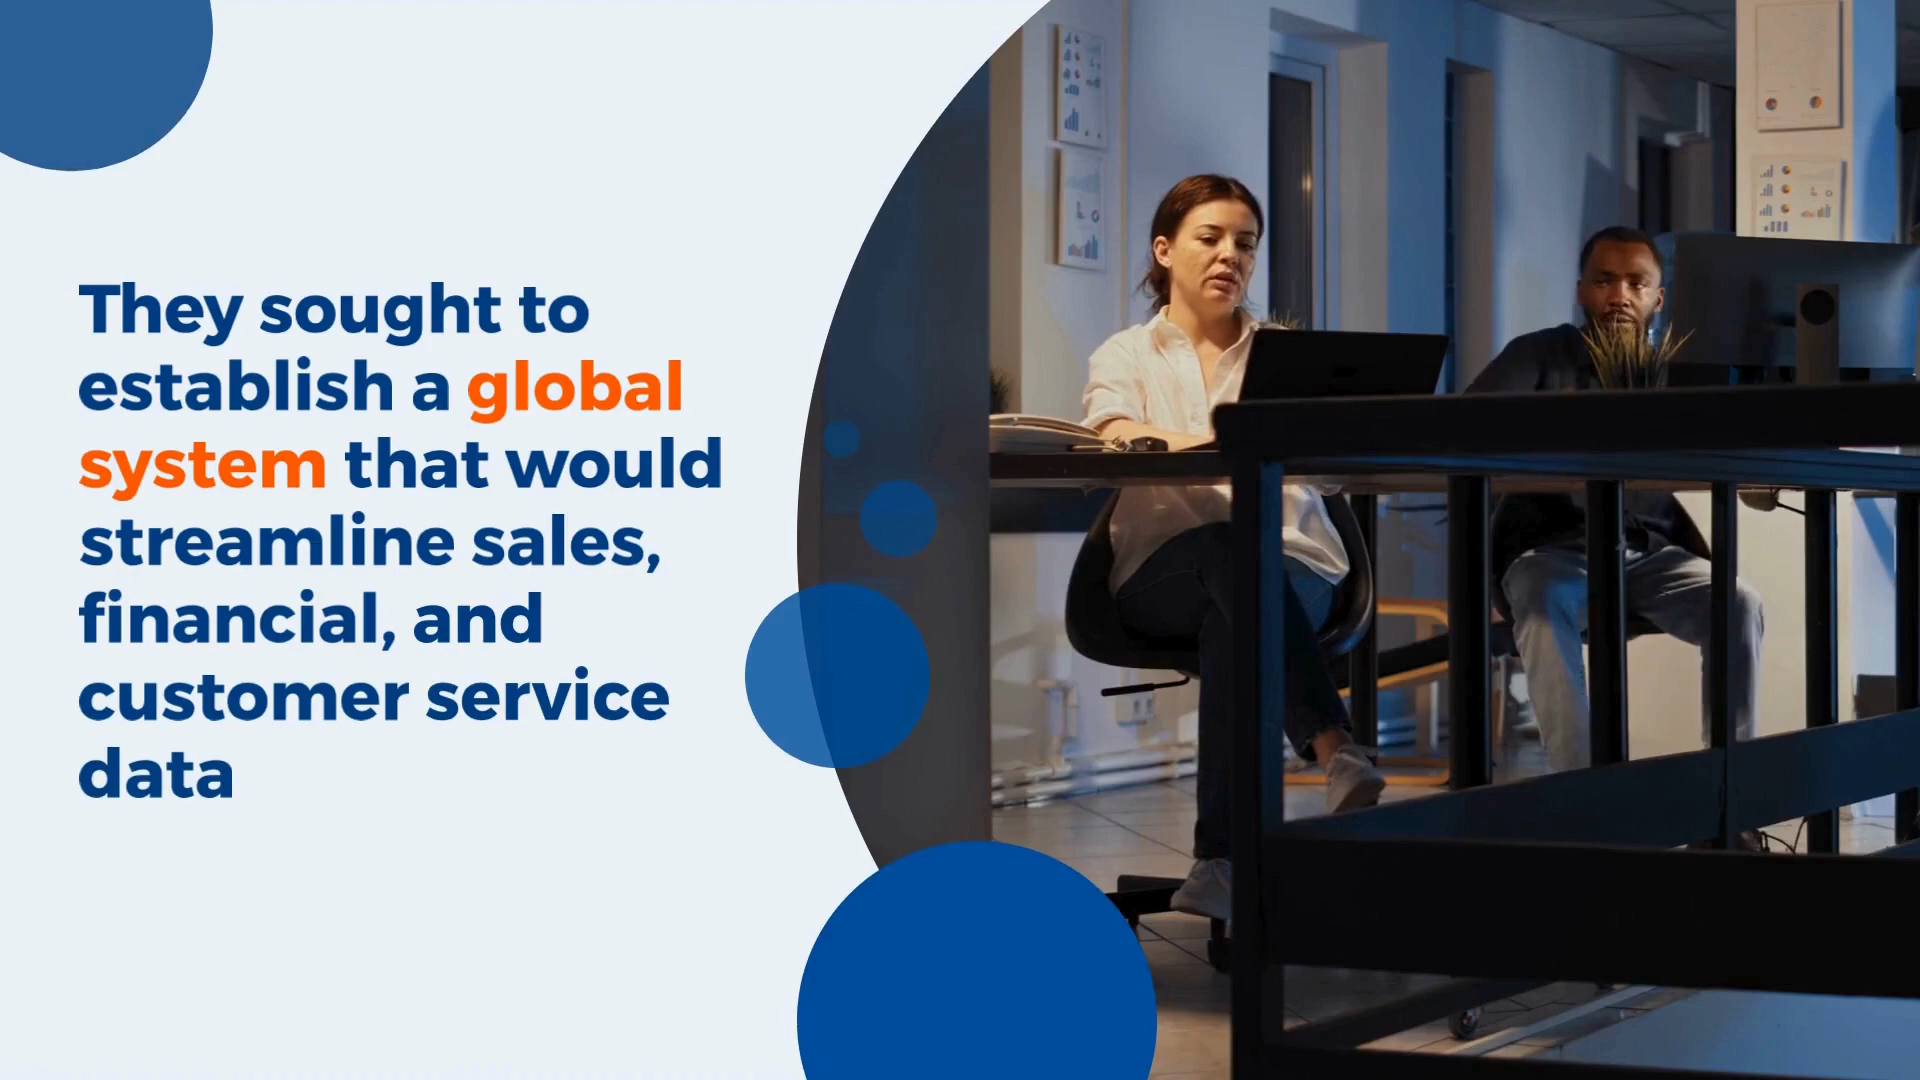 They sought to
establish a global
system that would
streamline sales,
financial, and
customer service
data